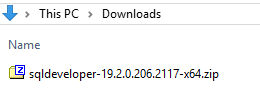 This PC > Downloads
Name
sqldeveloper-19.2.0.206.2117-x64.zip